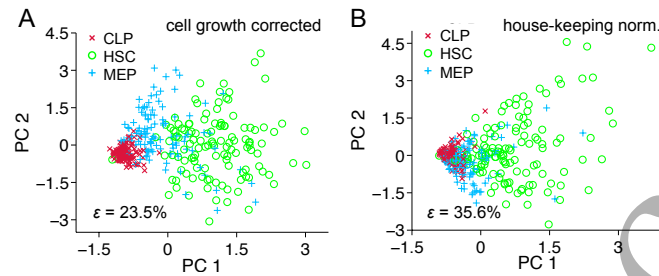 A
cell growth corrected
× CLP
○ HSC
+ MEP
4.5
3
1.5
0
−1.5
−3
PC 2
ε = 23.5%
−1.5
0
1.5
3
PC 1
B
house-keeping norm.
× CLP
○ HSC
+ MEP
4.5
3
1.5
0
−1.5
−3
PC 2
ε = 35.6%
−1.5
0
1.5
3
PC 1